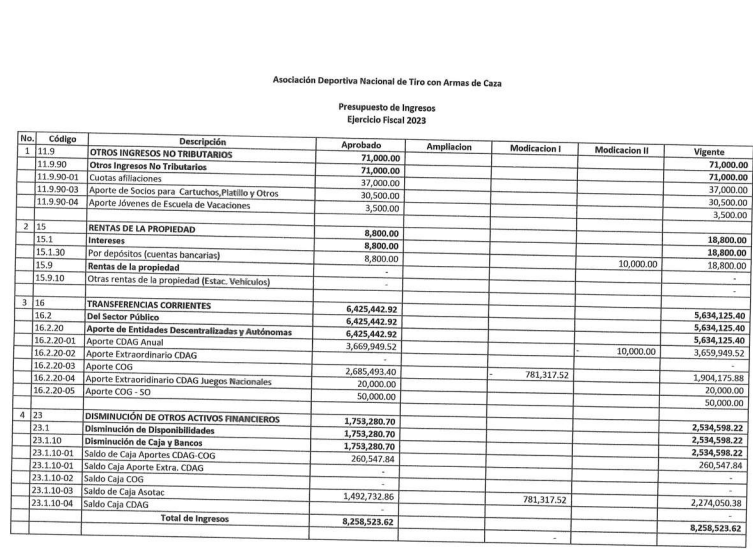 Asociación Deportiva Nacional de Tiro con Armas de Caza
Presupuesto de Ingresos
Ejercicio Fiscal 2023
No. Código Descripción Aprobado Ampliacion Modicacion I Modicacion II Vigente
1 11.9 OTROS INGRESOS NO TRIBUTARIOS 71,000.00 71,000.00
11.9.90 Otros Ingresos No Tributarios 71,000.00 71,000.00
11.9.90-01 Cuotas afiliaciones 37,000.00 37,000.00
11.9.90-03 Aporte de Socios para Cartuchos,Platillo y Otros 30,500.00 30,500.00
11.9.90-04 Aporte Jóvenes de Escuela de Vacaciones 3,500.00 3,500.00
2 15 RENTAS DE LA PROPIEDAD 8,800.00 18,800.00
15.1 Intereses 8,800.00 18,800.00
15.1.30 Por depósitos (cuentas bancarias) 8,800.00 10,000.00 18,800.00
15.9 Rentas de la propiedad - -
15.9.10 Otras rentas de la propiedad (Estac. Vehículos) - -
3 16 TRANSFERENCIAS CORRIENTES 6,425,442.92 5,634,125.40
16.2 Del Sector Público 6,425,442.92 5,634,125.40
16.2.20 Aporte de Entidades Descentralizadas y Autónomas 6,425,442.92 5,634,125.40
16.2.20-01 Aporte CDAG Anual 3,669,949.52 - 10,000.00 3,659,949.52
16.2.20-02 Aporte Extraordinario CDAG - -
16.2.20-03 Aporte COG 2,685,493.40 - 781,317.52 1,904,175.88
16.2.20-04 Aporte Extraoridinario CDAG Juegos Nacionales 20,000.00 20,000.00
16.2.20-05 Aporte COG - SO 50,000.00 50,000.00
4 23 DISMINUCIÓN DE OTROS ACTIVOS FINANCIEROS 1,753,280.70 2,534,598.22
23.1 Disminución de Disponibilidades 1,753,280.70 2,534,598.22
23.1.10 Disminución de Caja y Bancos 1,753,280.70 2,534,598.22
23.1.10-01 Saldo de Caja Aportes CDAG-COG 260,547.84 260,547.84
23.1.10-01 Saldo Caja Aporte Extra. CDAG - -
23.1.10-02 Saldo Caja COG - -
23.1.10-03 Saldo de Caja Asotac 1,492,732.86 781,317.52 2,274,050.38
23.1.10-04 Saldo Caja CDAG - -
Total de Ingresos 8,258,523.62 - 8,258,523.62